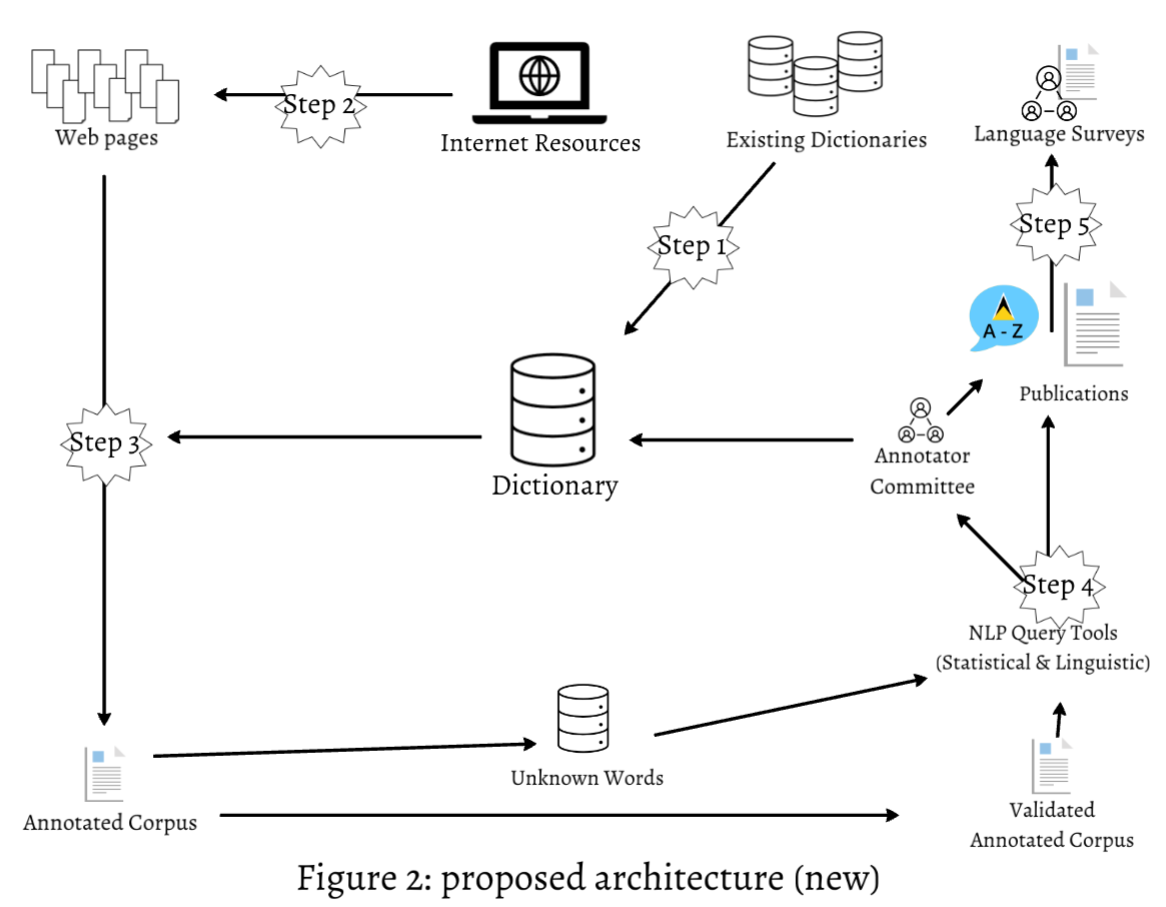 Web pages
Step 2
Internet Resources
Existing Dictionaries
Language Surveys
Step 1
Step 5
A - Z
Publications
Step 3
Dictionary
Annotator
Committee
Step 4
NLP Query Tools
(Statistical & Linguistic)
Unknown Words
Annotated Corpus
Validated
Annotated Corpus
Figure 2: proposed architecture (new)